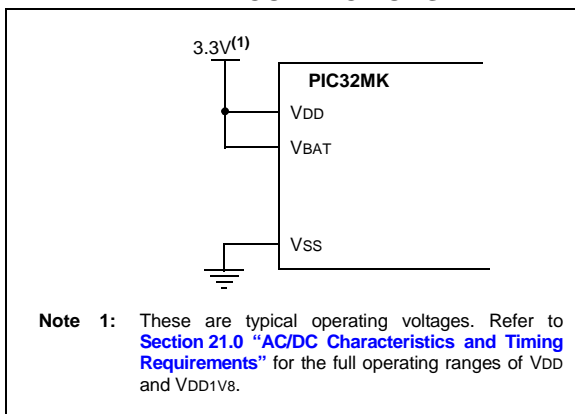 3.3V(1)
PIC32MK
VDD
VBAT
VSS
Note 1: These are typical operating voltages. Refer to
Section 21.0 “AC/DC Characteristics and Timing
Requirements” for the full operating ranges of VDD
and VDD1V8.